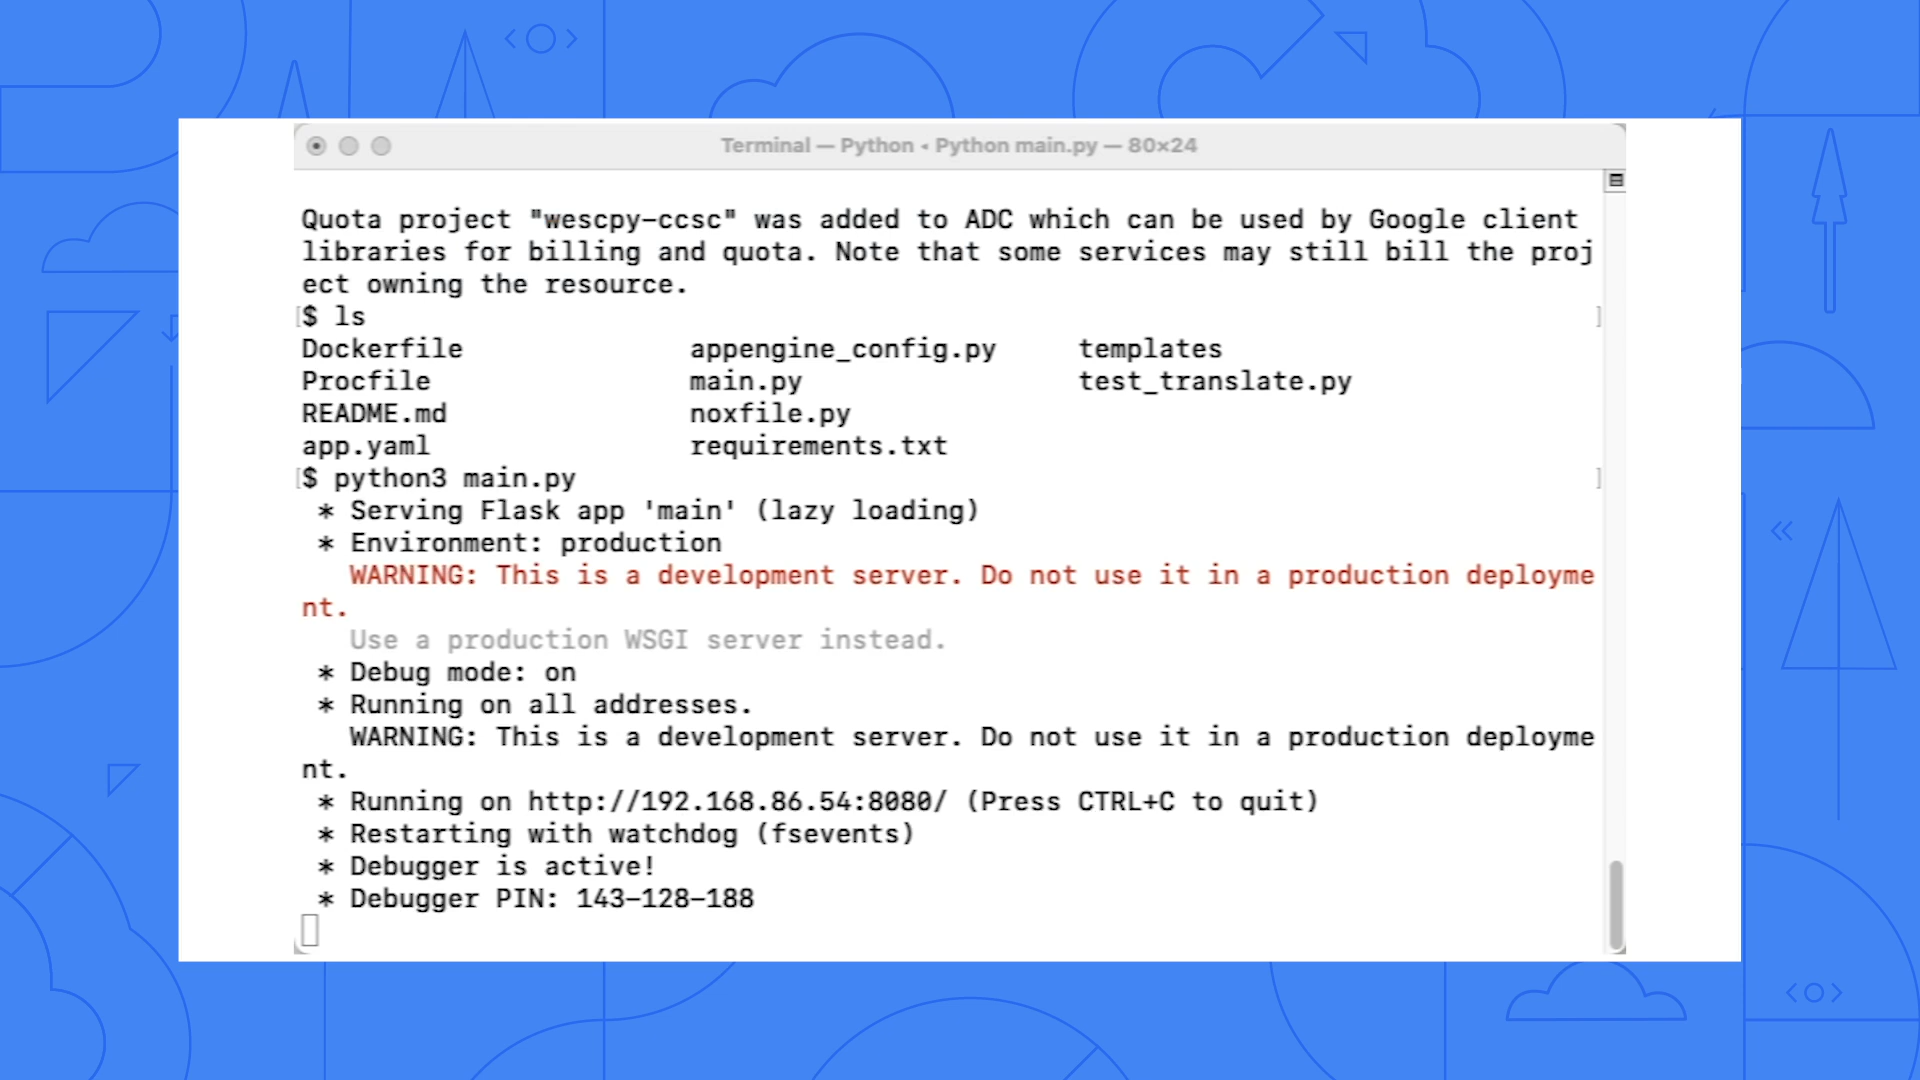 Terminal — Python ◂ Python main.py — 80×24
Quota project "wescpy-ccsc" was added to ADC which can be used by Google client
libraries for billing and quota. Note that some services may still bill the proj
ect owning the resource.
[$ ls ]
Dockerfile appengine_config.py templates
Procfile main.py test_translate.py
README.md noxfile.py
app.yaml requirements.txt
[$ python3 main.py ]
* Serving Flask app 'main' (lazy loading)
* Environment: production
WARNING: This is a development server. Do not use it in a production deployme
nt.
Use a production WSGI server instead.
* Debug mode: on
* Running on all addresses.
WARNING: This is a development server. Do not use it in a production deployme
nt.
* Running on http://192.168.86.54:8080/ (Press CTRL+C to quit)
* Restarting with watchdog (fsevents)
* Debugger is active!
* Debugger PIN: 143-128-188